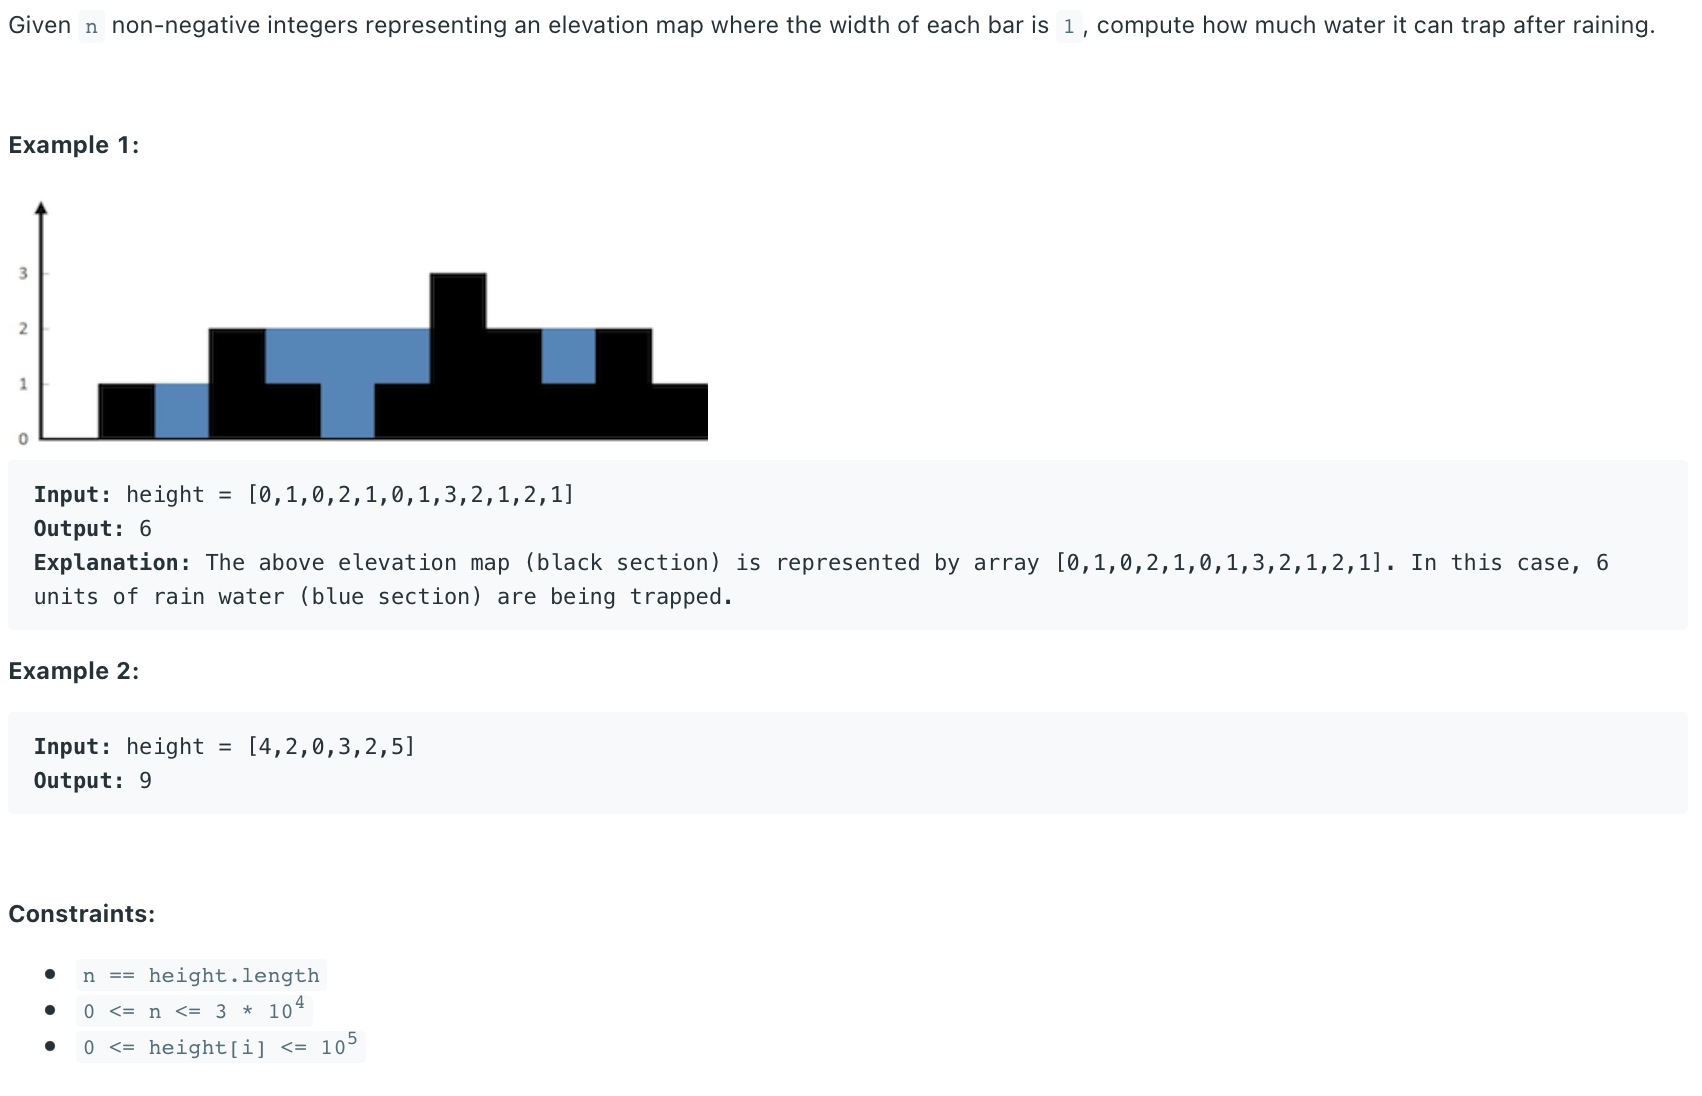 Given n non-negative integers representing an elevation map where the width of each bar is 1, compute how much water it can trap after raining.
Example 1:
3
2
1
0
Input: height = [0,1,0,2,1,0,1,3,2,1,2,1]
Output: 6
Explanation: The above elevation map (black section) is represented by array [0,1,0,2,1,0,1,3,2,1,2,1]. In this case, 6
units of rain water (blue section) are being trapped.
Example 2:
Input: height = [4,2,0,3,2,5]
Output: 9
Constraints:
n == height.length
0 <= n <= 3 * 10⁴
0 <= height[i] <= 10⁵